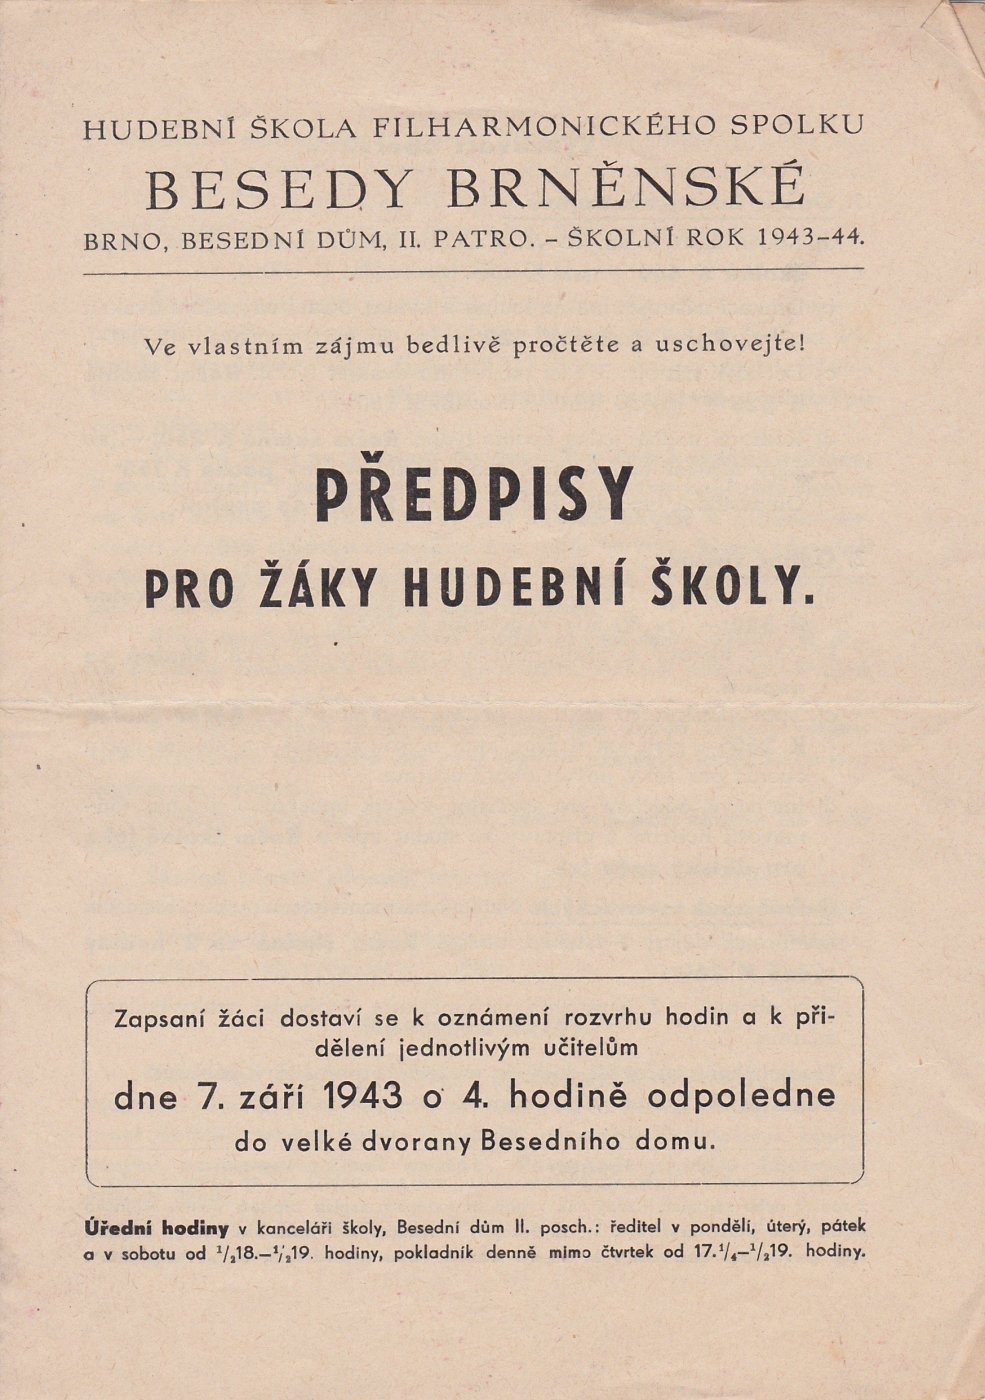 HUDEBNÍ ŠKOLA FILHARMONICKÉHO SPOLKU
BESEDY BRNĚNSKÉ
BRNO, BESEDNÍ DŮM, II. PATRO. – ŠKOLNÍ ROK 1943–44.
Ve vlastním zájmu bedlivě pročtěte a uschovejte!
PŘEDPISY
PRO ŽÁKY HUDEBNÍ ŠKOLY.
Zapsaní žáci dostaví se k oznámení rozvrhu hodin a k při-
dělení jednotlivým učitelům
dne 7. září 1943 o 4. hodině odpoledne
do velké dvorany Besedního domu.
Úřední hodiny v kanceláři školy, Besední dům II. posch.: ředitel v pondělí, úterý, pátek
a v sobotu od 1/218.–1/219. hodiny, pokladník denně mimo čtvrtek od 17.1/4–1/219. hodiny.